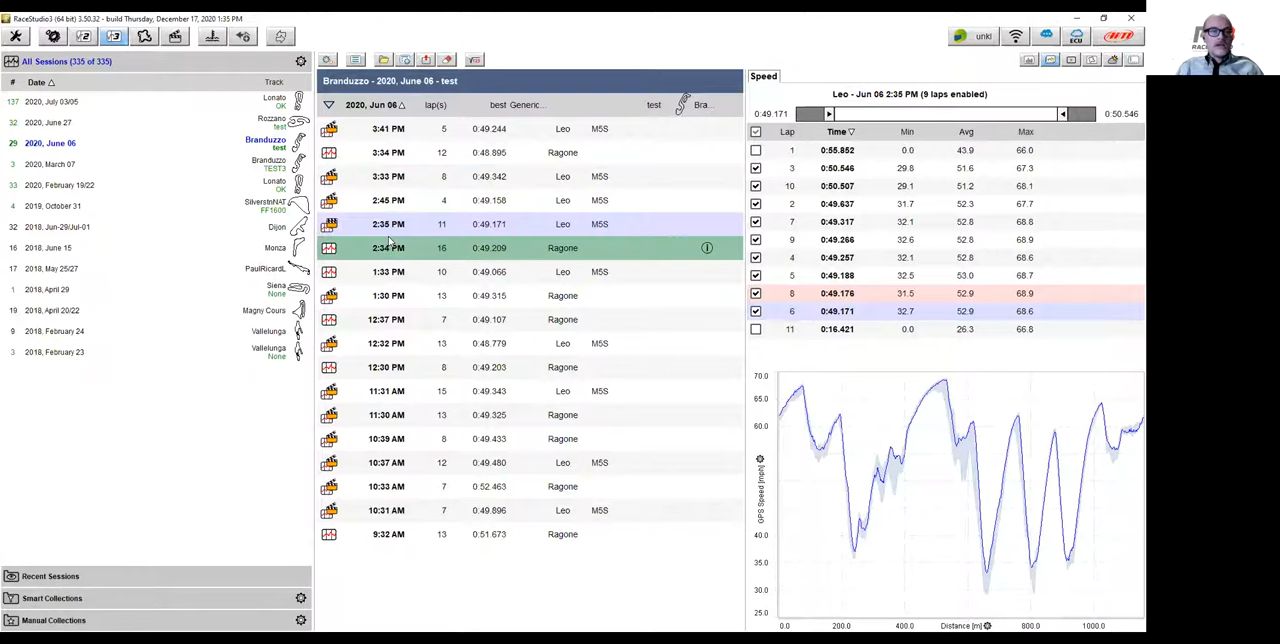 RaceStudio3 (64 bit) 3.50.32 - build Thursday, December 17, 2020 1:35 PM
2 3 unkl ECU AiM
All Sessions (335 of 335)
# Date Track
137 2020, July 03/05 Lonato OK
32 2020, June 27 Rozzano test
29 2020, June 06 Branduzzo test
3 2020, March 07 Branduzzo TEST3
33 2020, February 19/22 Lonato OK
4 2019, October 31 SilverstnNAT FF1600
32 2018, Jun-29/Jul-01 Dijon
16 2018, June 15 Monza
17 2018, May 25/27 PaulRicardL
1 2018, April 29 Siena None
19 2018, April 20/22 Magny Cours
9 2018, February 24 Vallelunga
3 2018, February 23 Vallelunga None
Recent Sessions
Smart Collections
Manual Collections
Branduzzo - 2020, June 06 - test
2020, Jun 06 lap(s) best Generic... test Bra...
3:41 PM 5 0:49.244 Leo M5S
3:34 PM 12 0:48.895 Ragone
3:33 PM 8 0:49.342 Leo M5S
2:45 PM 4 0:49.158 Leo M5S
2:35 PM 11 0:49.171 Leo M5S
2:34 PM 16 0:49.209 Ragone
1:33 PM 10 0:49.066 Leo M5S
1:30 PM 13 0:49.315 Ragone
12:37 PM 7 0:49.107 Ragone
12:32 PM 13 0:48.779 Leo M5S
12:30 PM 8 0:49.203 Ragone
11:31 AM 15 0:49.343 Leo M5S
11:30 AM 13 0:49.325 Ragone
10:39 AM 8 0:49.433 Ragone
10:37 AM 12 0:49.480 Leo M5S
10:33 AM 7 0:52.463 Ragone
10:31 AM 7 0:49.896 Leo M5S
9:32 AM 13 0:51.673 Ragone
Speed
Leo - Jun 06 2:35 PM (9 laps enabled)
0:49.171 0:50.546
Lap Time Min Avg Max
1 0:55.852 0.0 43.9 66.0
3 0:50.546 29.8 51.6 67.3
10 0:50.507 29.1 51.2 68.1
2 0:49.637 31.7 52.3 67.7
7 0:49.317 32.1 52.8 68.8
9 0:49.266 32.6 52.8 68.9
4 0:49.257 32.1 52.8 68.6
5 0:49.188 32.5 53.0 68.7
8 0:49.176 31.5 52.9 68.9
6 0:49.171 32.7 52.9 68.6
11 0:16.421 0.0 26.3 66.8
70.0
65.0
60.0
40.0
30.0
25.0
GPS Speed [mph]
0.0 200.0 400.0 Distance [m] 800.0 1000.0